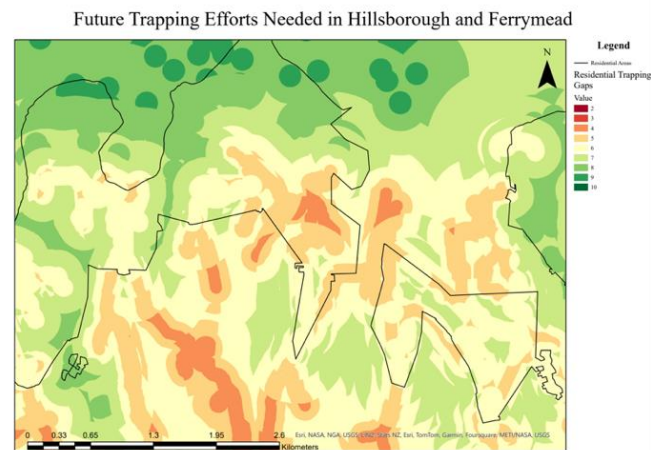 Future Trapping Efforts Needed in Hillsborough and Ferrymead
N
Legend
Residential Areas
Residential Trapping
Gaps
Value
2
3
4
5
6
7
8
9
10
0 0.33 0.65 1.3 1.95 2.6
Kilometers
Esri, NASA, NGA, USGS, LINZ, Stats NZ, Esri, TomTom, Garmin, Foursquare, METI/NASA, USGS